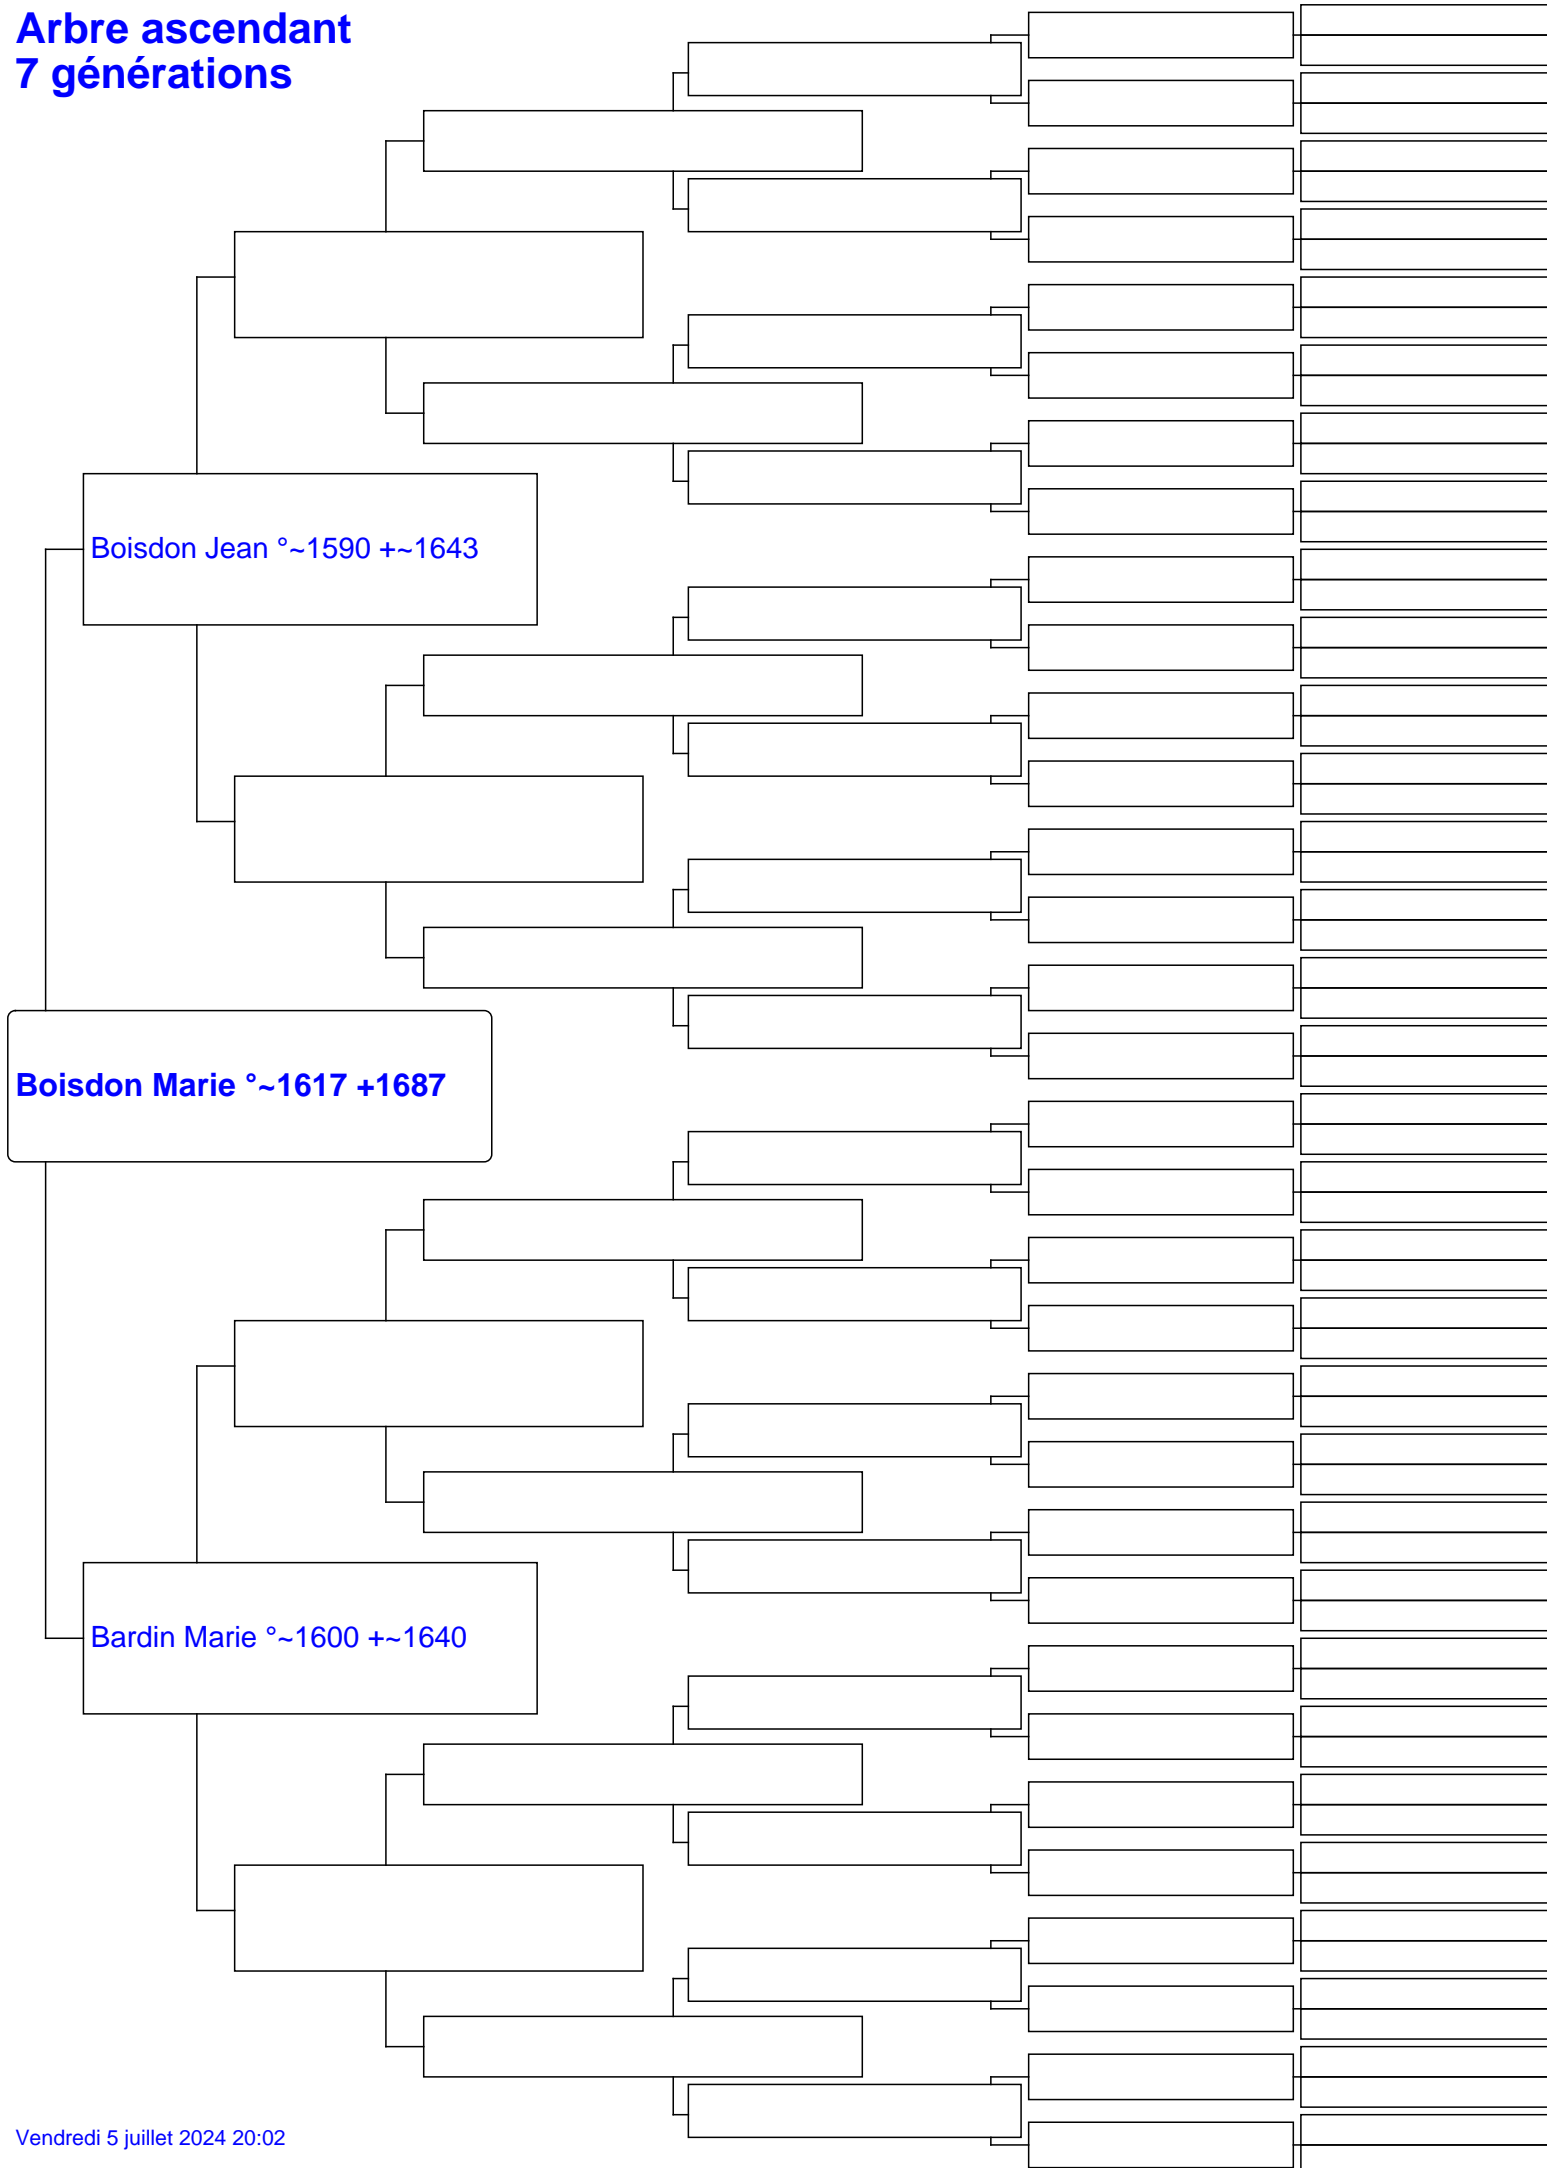 Arbre ascendant
7 générations
Boisdon Jean °~1590 +~1643
Boisdon Marie °~1617 +1687
Bardin Marie °~1600 +~1640
Vendredi 5 juillet 2024 20:02